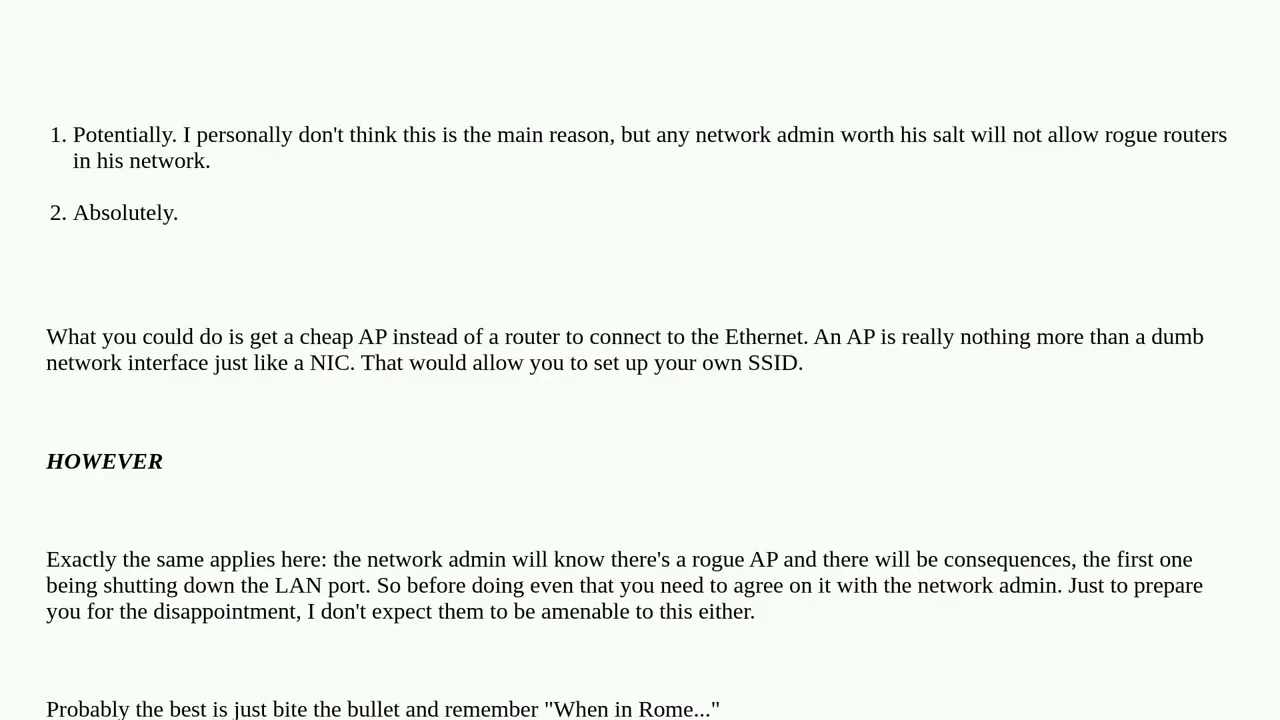 1. Potentially. I personally don't think this is the main reason, but any network admin worth his salt will not allow rogue routers
in his network.
2. Absolutely.
What you could do is get a cheap AP instead of a router to connect to the Ethernet. An AP is really nothing more than a dumb
network interface just like a NIC. That would allow you to set up your own SSID.
HOWEVER
Exactly the same applies here: the network admin will know there's a rogue AP and there will be consequences, the first one
being shutting down the LAN port. So before doing even that you need to agree on it with the network admin. Just to prepare
you for the disappointment, I don't expect them to be amenable to this either.
Probably the best is just bite the bullet and remember "When in Rome..."